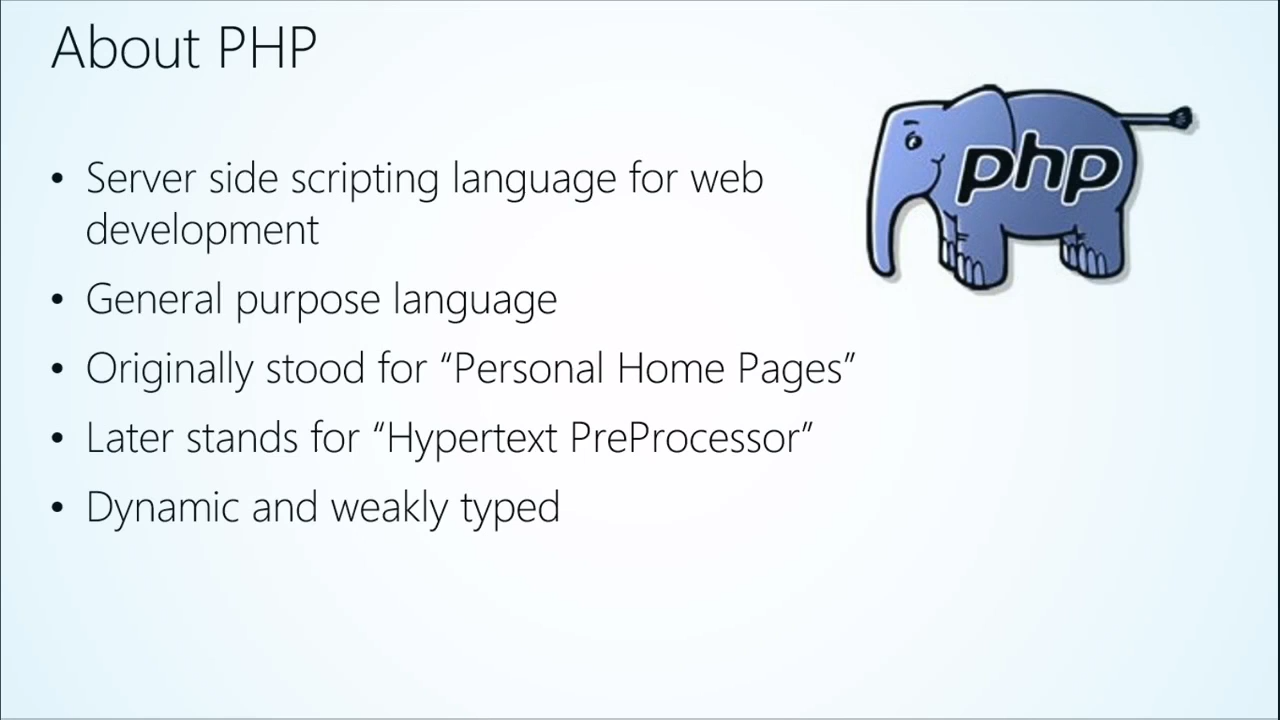 About PHP
php
• Server side scripting language for web
development
• General purpose language
• Originally stood for “Personal Home Pages”
• Later stands for “Hypertext PreProcessor”
• Dynamic and weakly typed